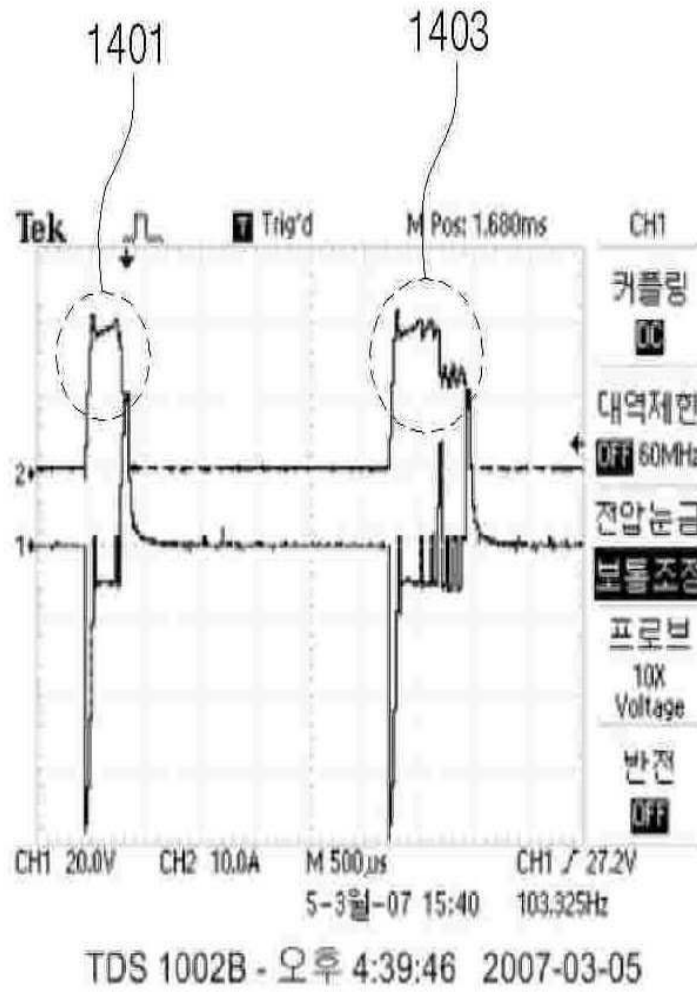 1401 1403
Tek T Trig'd M Pos: 1.680ms CH1
커플링
DC
대역제한
OFF 60MHz
2
전압눈금
1
보통조정
프로브
10X
Voltage
반전
OFF
CH1 20.0V CH2 10.0A M 500µs CH1 27.2V
5-3월-07 15:40 103.325Hz
TDS 1002B - 오후 4:39:46 2007-03-05